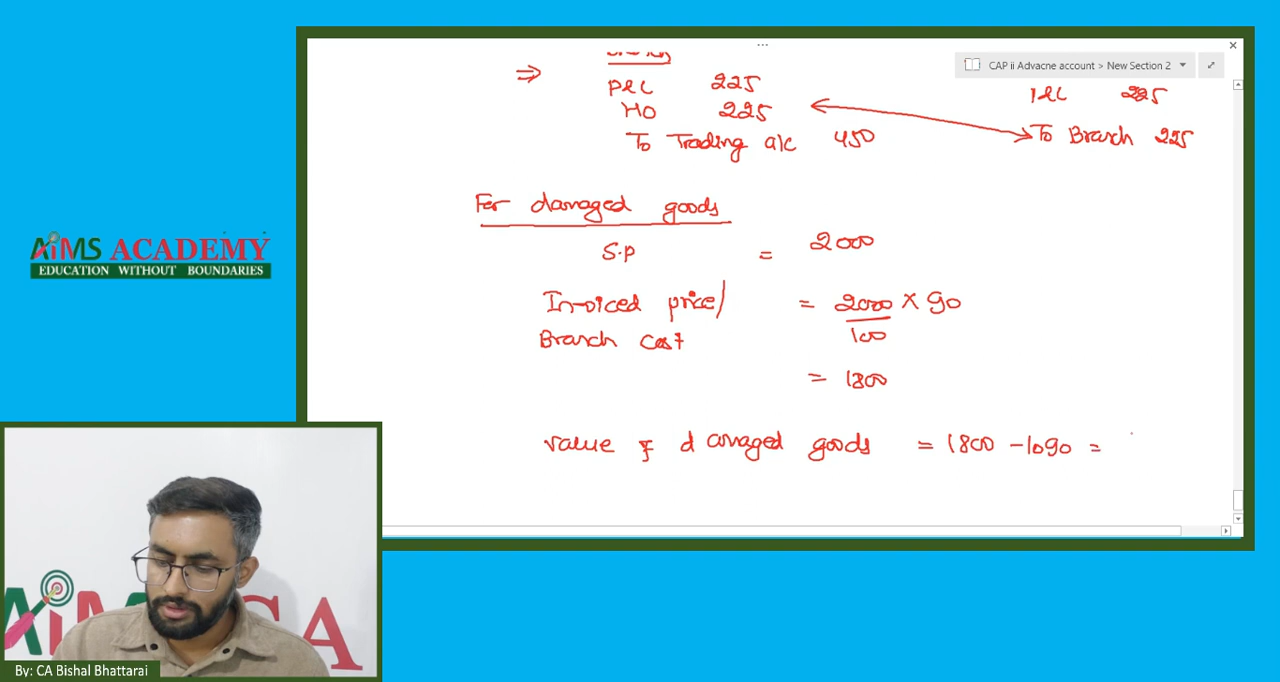 CAP ii Advacne account > New Section 2
⇒ P&L 225
HO 225
To Trading a/c 450
P&L 225
To Branch 225
For damaged goods
S.P = 2000
Invoiced price/ = 2000 × 90
Branch cost 100
= 1800
value of damaged goods = 1800 - 1090 =
AiMS ACADEMY
EDUCATION WITHOUT BOUNDARIES
AiM CA
By: CA Bishal Bhattarai